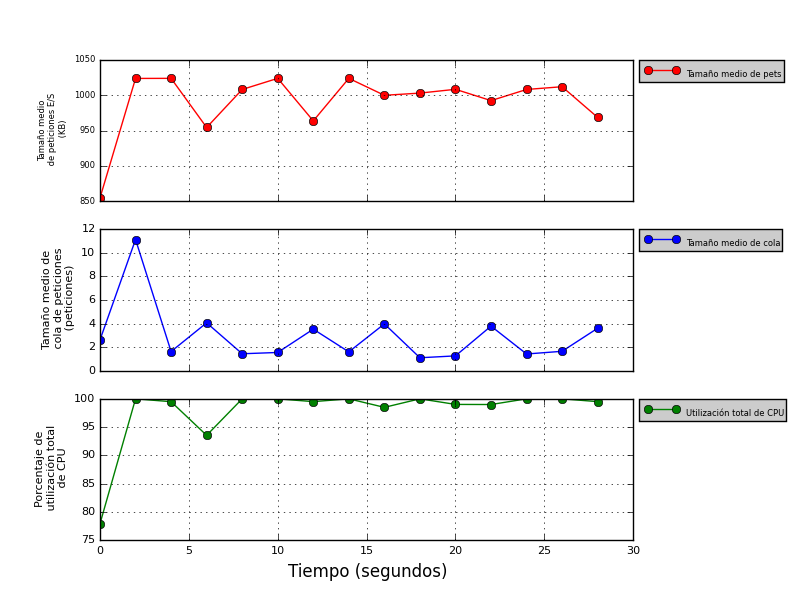 1050
1000
950
900
850
Tamaño medio
de peticiones E/S
(KB)
Tamaño medio de pets
12
10
8
6
4
2
0
Tamaño medio de
cola de peticiones
(peticiones)
Tamaño medio de cola
100
95
90
85
80
75
Porcentaje de
utilización total
de CPU
Utilización total de CPU
0 5 10 15 20 25 30
Tiempo (segundos)